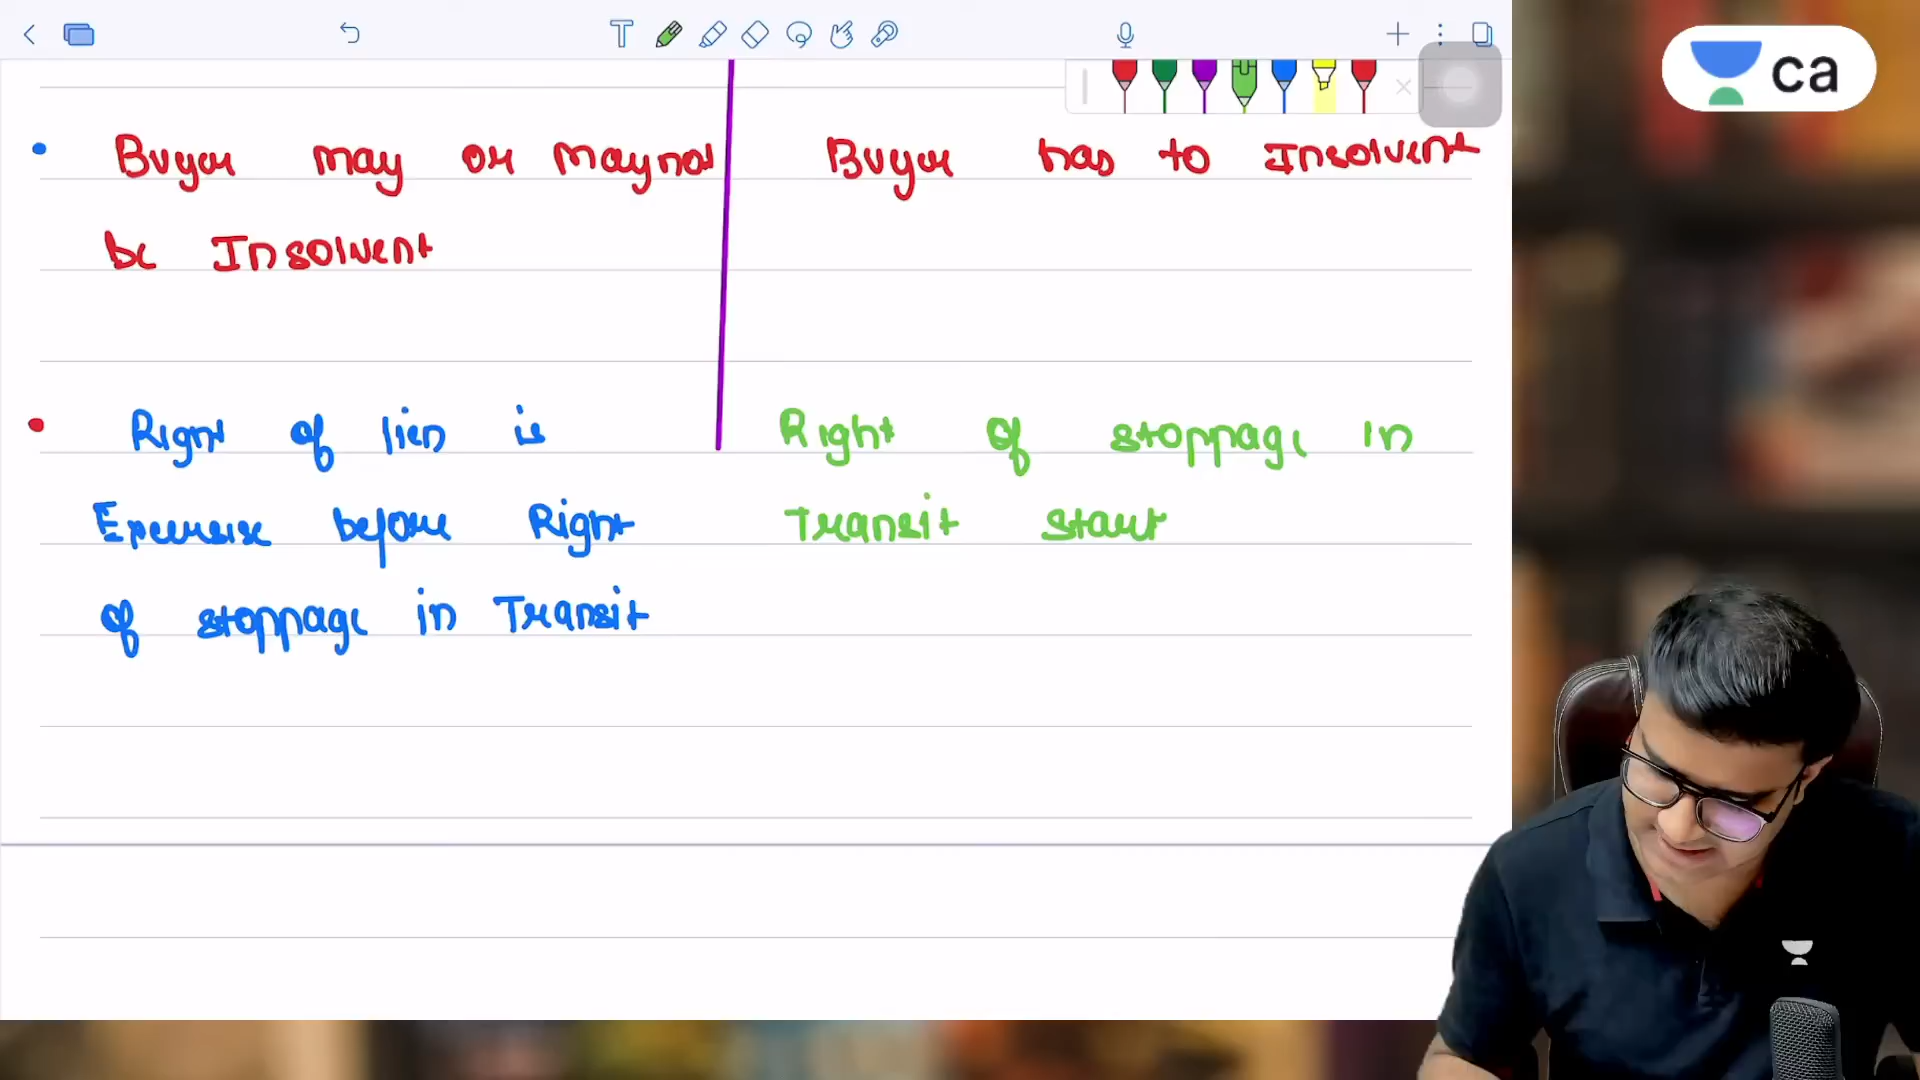 ca
Buyer may or may not
be Insolvent
Buyer has to Insolvent
Right of lien is
Exercise before Right
of stoppage in Transit
Right of stoppage in
Transit start